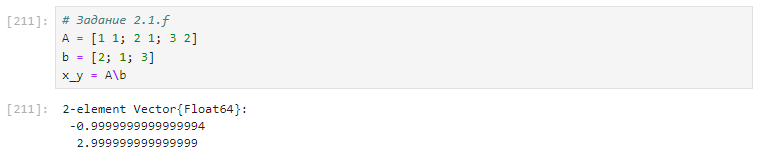 [211]: # Задание 2.1.f
A = [1 1; 2 1; 3 2]
b = [2; 1; 3]
x_y = A\b
[211]: 2-element Vector{Float64}:
-0.9999999999999994
2.999999999999999